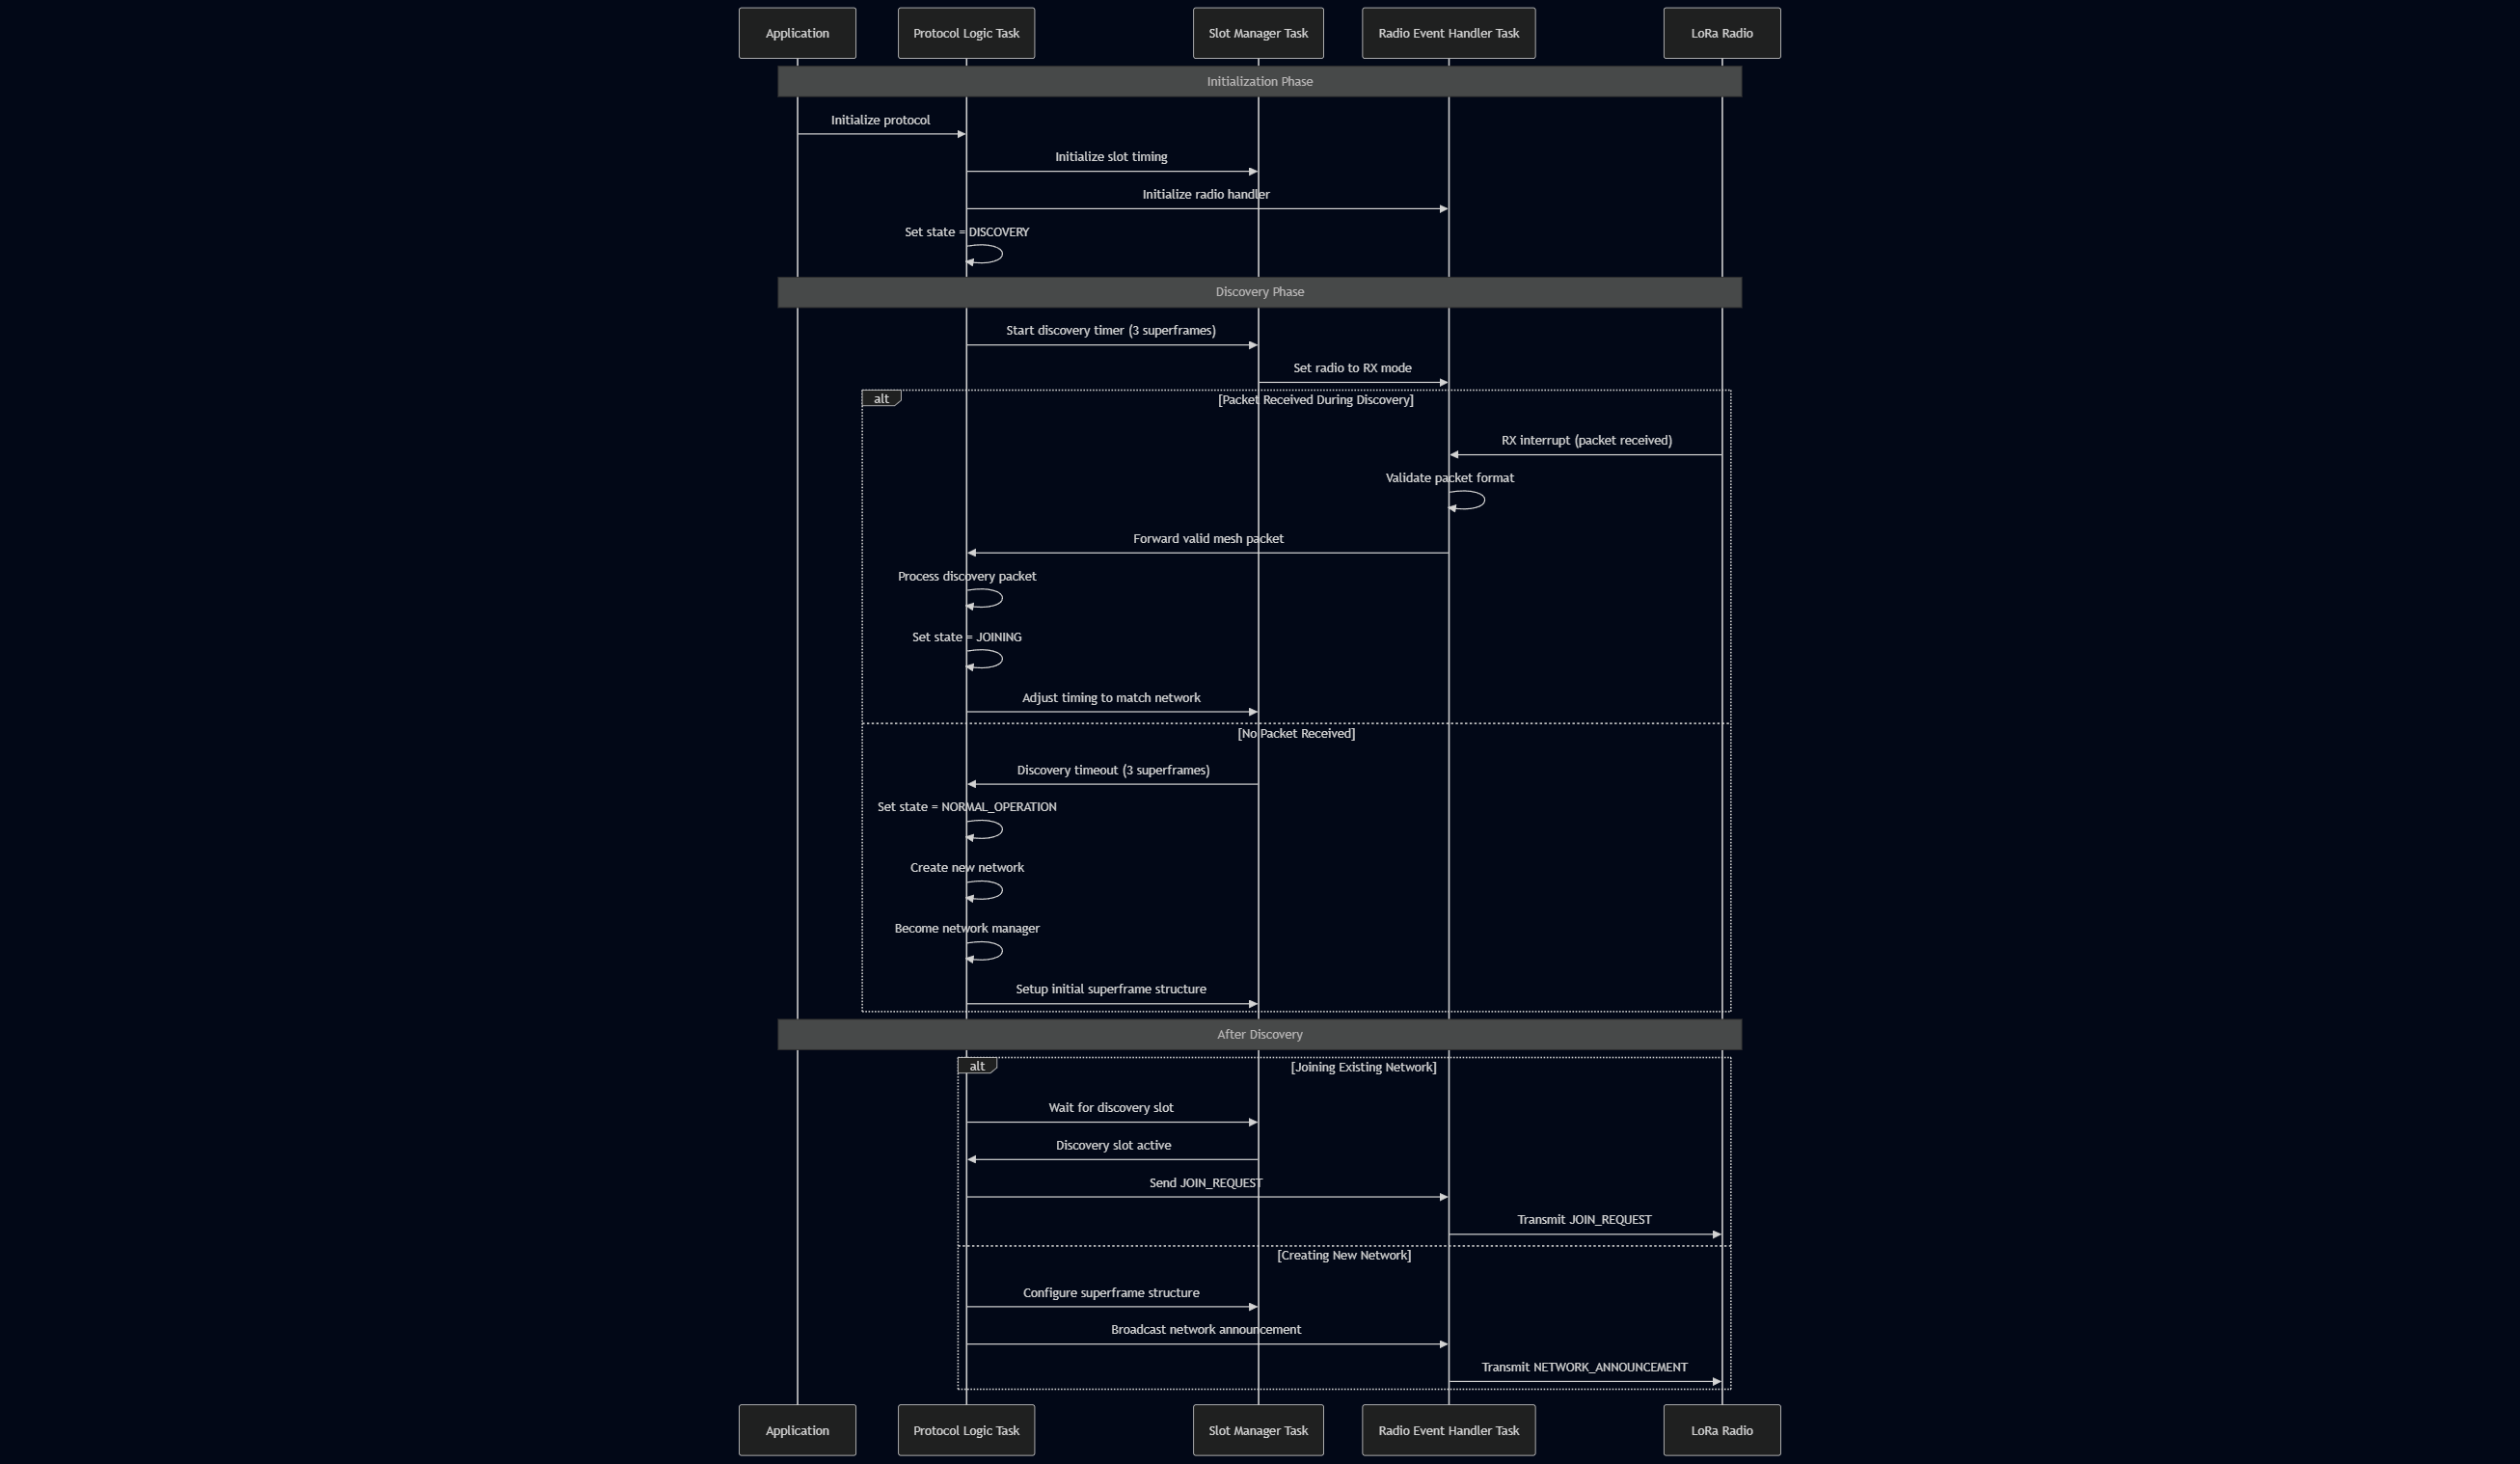 Application
Protocol Logic Task
Slot Manager Task
Radio Event Handler Task
LoRa Radio
Initialization Phase
Initialize protocol
Initialize slot timing
Initialize radio handler
Set state = DISCOVERY
Discovery Phase
Start discovery timer (3 superframes)
Set radio to RX mode
alt
[Packet Received During Discovery]
RX interrupt (packet received)
Validate packet format
Forward valid mesh packet
Process discovery packet
Set state = JOINING
Adjust timing to match network
[No Packet Received]
Discovery timeout (3 superframes)
Set state = NORMAL_OPERATION
Create new network
Become network manager
Setup initial superframe structure
After Discovery
alt
[Joining Existing Network]
Wait for discovery slot
Discovery slot active
Send JOIN_REQUEST
Transmit JOIN_REQUEST
[Creating New Network]
Configure superframe structure
Broadcast network announcement
Transmit NETWORK_ANNOUNCEMENT
Application
Protocol Logic Task
Slot Manager Task
Radio Event Handler Task
LoRa Radio